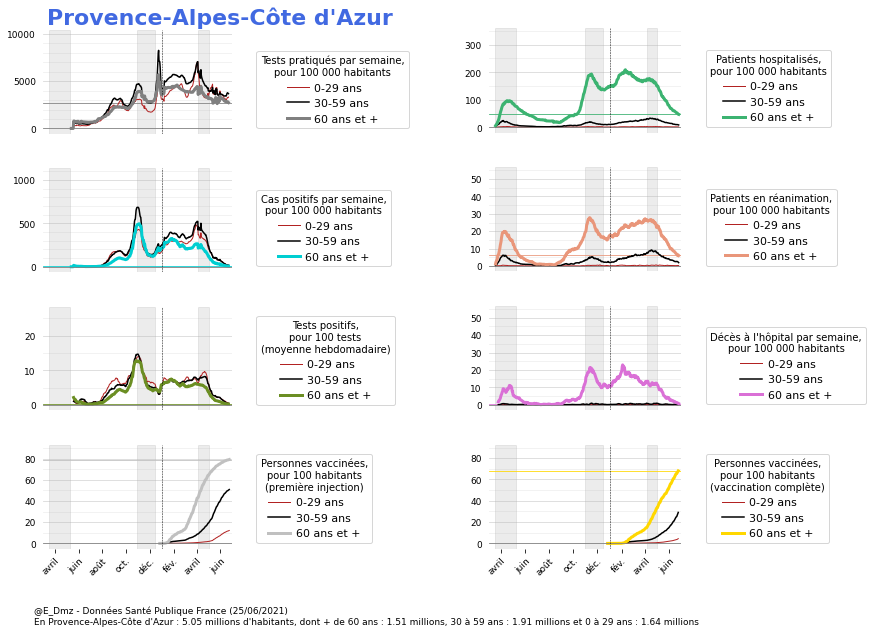 Provence-Alpes-Côte d'Azur
10000
5000
0
Tests pratiqués par semaine,
pour 100 000 habitants
0-29 ans
30-59 ans
60 ans et +
300
200
100
0
Patients hospitalisés,
pour 100 000 habitants
0-29 ans
30-59 ans
60 ans et +
1000
500
0
Cas positifs par semaine,
pour 100 000 habitants
0-29 ans
30-59 ans
60 ans et +
50
40
30
20
10
0
Patients en réanimation,
pour 100 000 habitants
0-29 ans
30-59 ans
60 ans et +
20
10
0
Tests positifs,
pour 100 tests
(moyenne hebdomadaire)
0-29 ans
30-59 ans
60 ans et +
50
40
30
20
10
0
Décès à l'hôpital par semaine,
pour 100 000 habitants
0-29 ans
30-59 ans
60 ans et +
80
60
40
20
0
avril
juin
août
oct.
déc.
fév.
avril
juin
Personnes vaccinées,
pour 100 habitants
(première injection)
0-29 ans
30-59 ans
60 ans et +
80
60
40
20
0
avril
juin
août
oct.
déc.
fév.
avril
juin
Personnes vaccinées,
pour 100 habitants
(vaccination complète)
0-29 ans
30-59 ans
60 ans et +
@E_Dmz - Données Santé Publique France (25/06/2021)
En Provence-Alpes-Côte d'Azur : 5.05 millions d'habitants, dont + de 60 ans : 1.51 millions, 30 à 59 ans : 1.91 millions et 0 à 29 ans : 1.64 millions